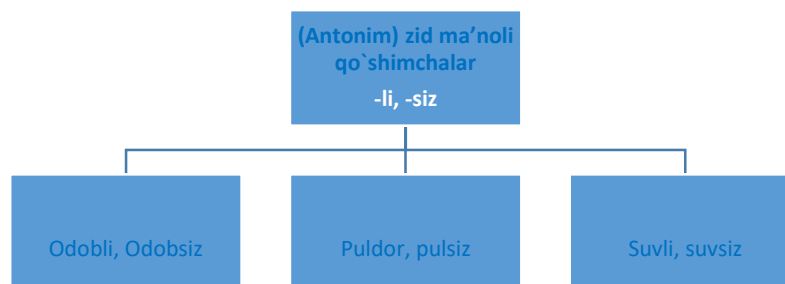 (Antonim) zid ma’noli
qo`shimchalar
-li, -siz
Odobli, Odobsiz
Puldor, pulsiz
Suvli, suvsiz